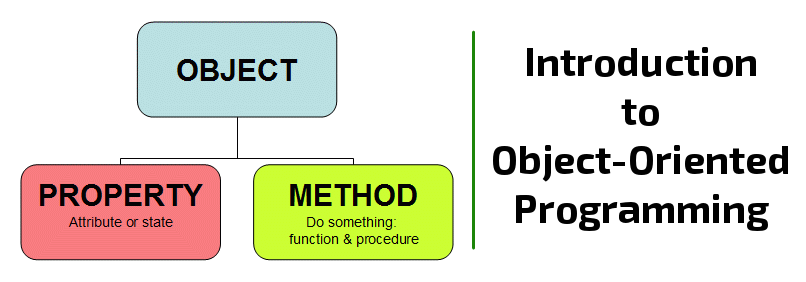 OBJECT
PROPERTY
Attribute or state
METHOD
Do something:
function & procedure
Introduction
to
Object-Oriented
Programming